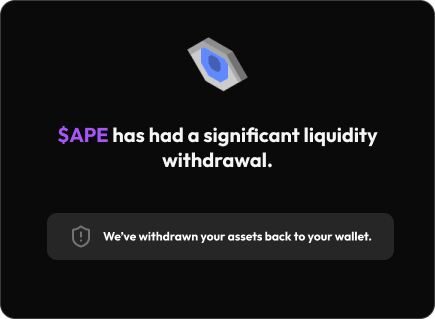 $APE has had a significant liquidity
withdrawal.
We've withdrawn your assets back to your wallet.